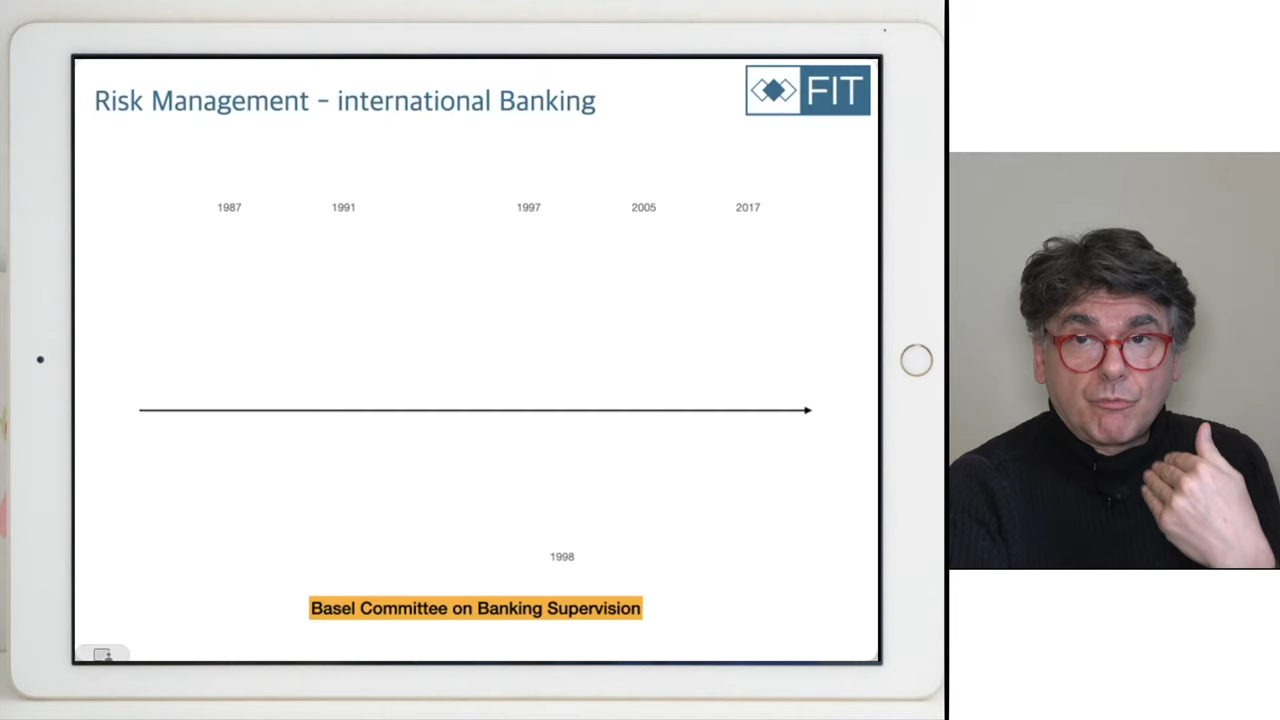 Risk Management – international Banking
FIT
1987 1991 1997 2005 2017
1998
Basel Committee on Banking Supervision